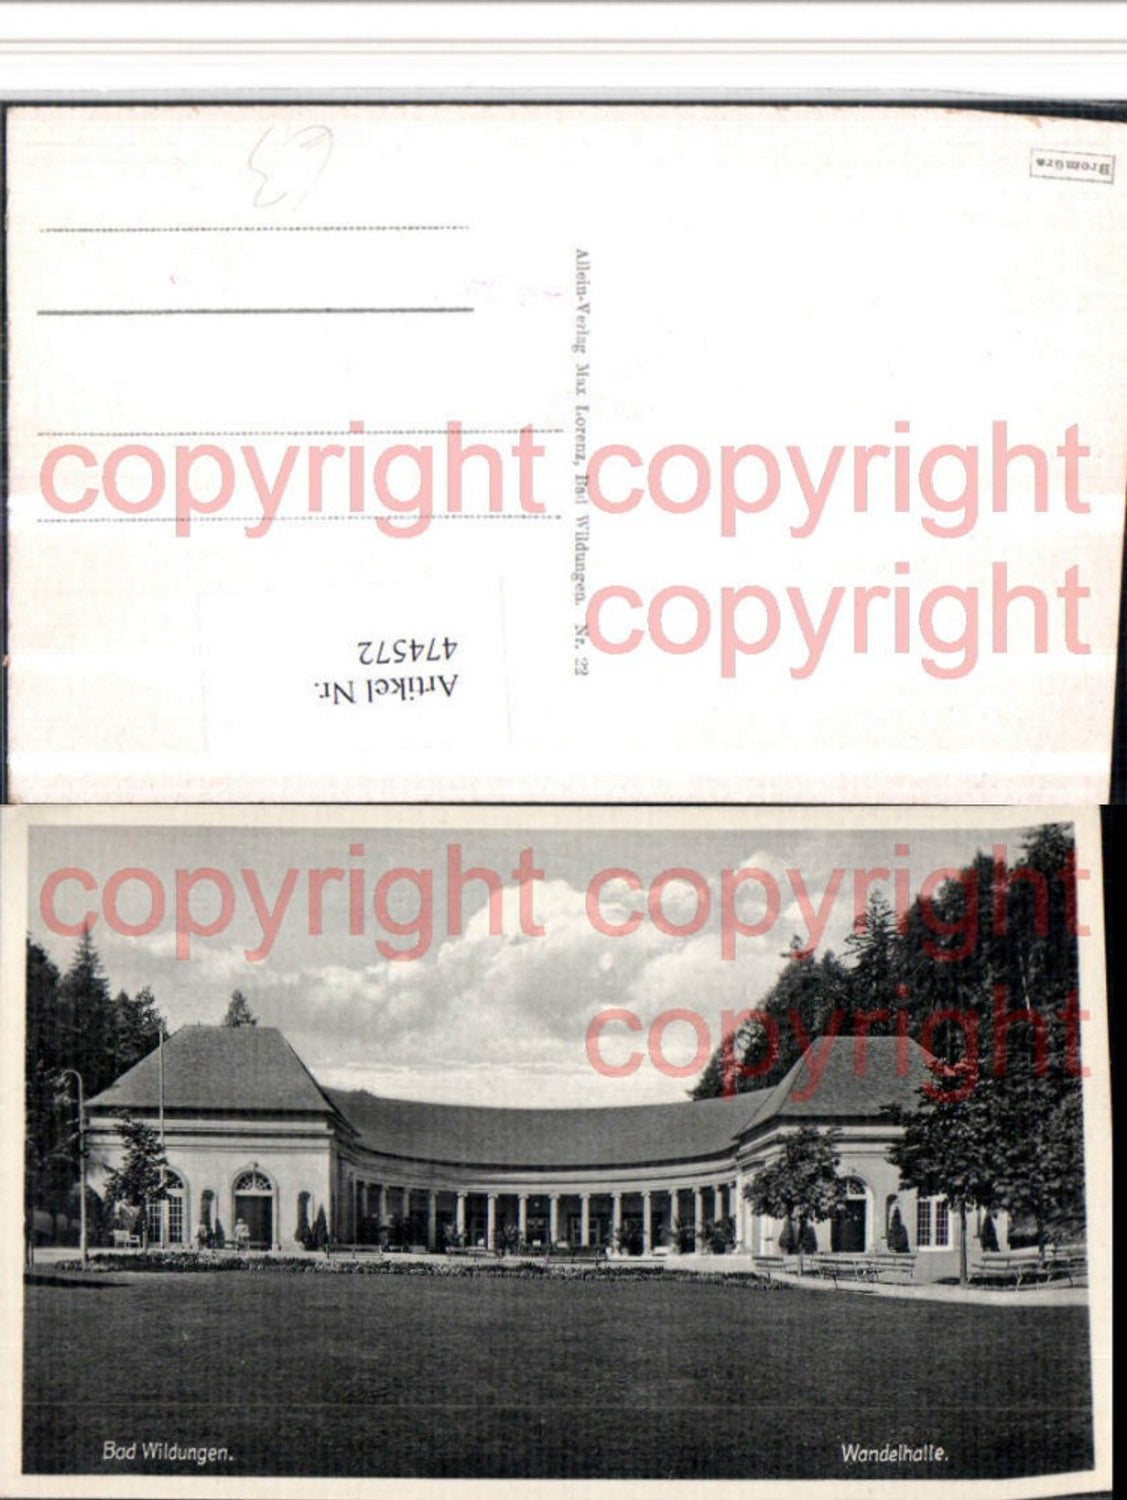 Bromüra
Allein-Verlag Max Lorenz, Bad Wildungen. Nr. 22
copyright copyright
copyright
Artikel Nr.
474572
copyright copyright
copyright
Bad Wildungen.
Wandelhalle.